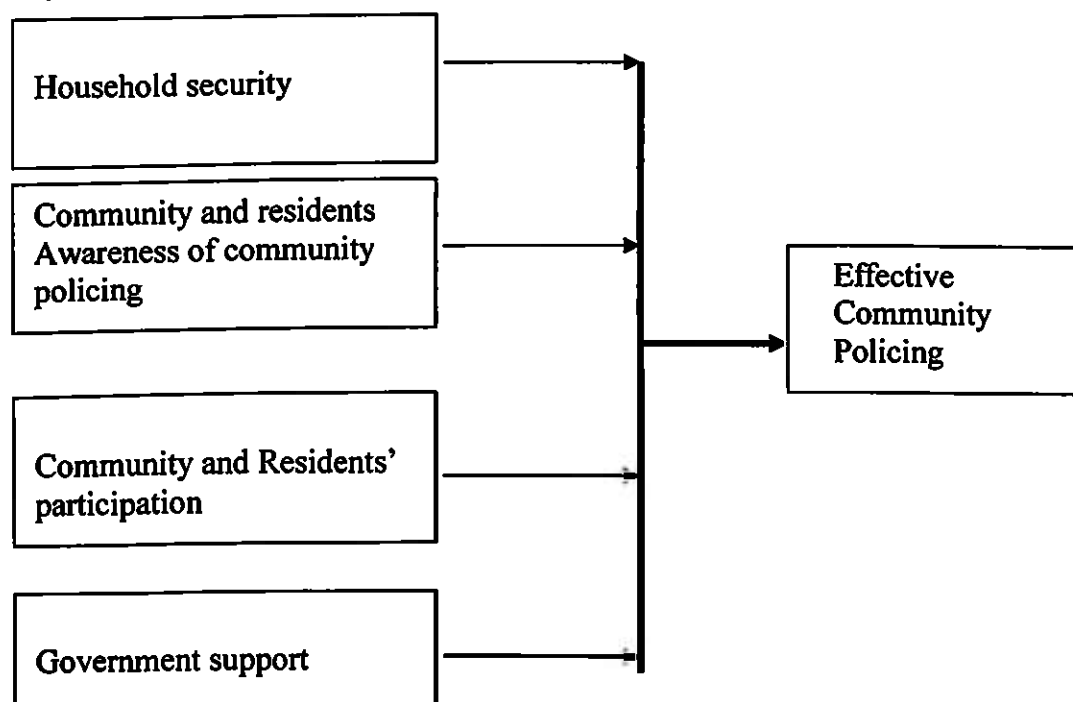 Household security
Community and residents
Awareness of community
policing
Effective
Community
Policing
Community and Residents’
participation
Government support